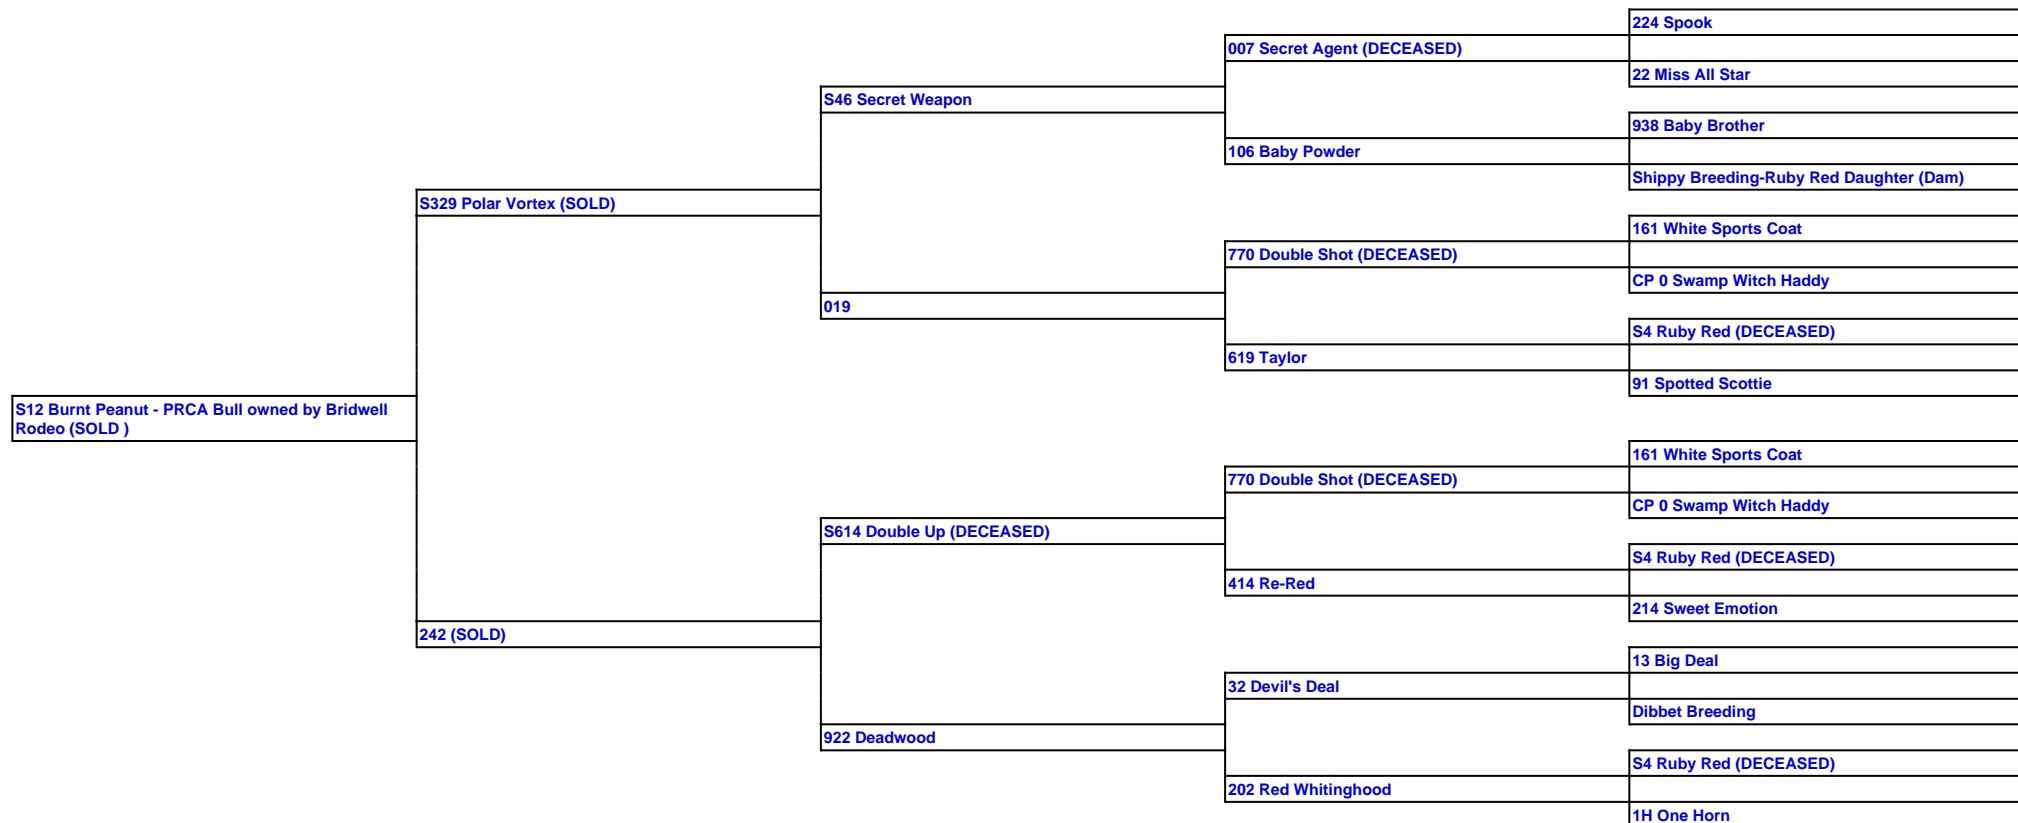 224 Spook
007 Secret Agent (DECEASED)
22 Miss All Star
S46 Secret Weapon
938 Baby Brother
106 Baby Powder
Shippy Breeding-Ruby Red Daughter (Dam)
S329 Polar Vortex (SOLD)
161 White Sports Coat
770 Double Shot (DECEASED)
CP 0 Swamp Witch Haddy
019
S4 Ruby Red (DECEASED)
619 Taylor
91 Spotted Scottie
S12 Burnt Peanut - PRCA Bull owned by Bridwell
Rodeo (SOLD )
161 White Sports Coat
770 Double Shot (DECEASED)
CP 0 Swamp Witch Haddy
S614 Double Up (DECEASED)
S4 Ruby Red (DECEASED)
414 Re-Red
214 Sweet Emotion
242 (SOLD)
13 Big Deal
32 Devil's Deal
Dibbet Breeding
922 Deadwood
S4 Ruby Red (DECEASED)
202 Red Whitinghood
1H One Horn